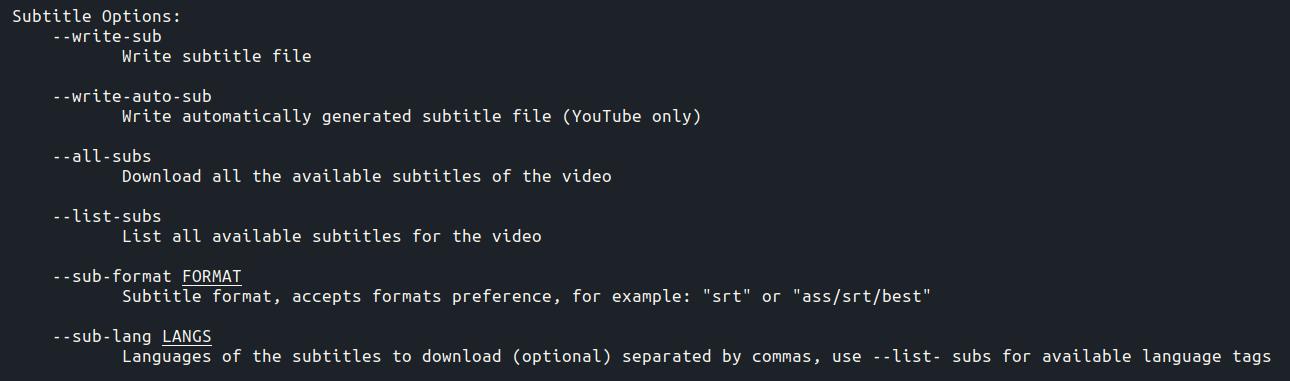 Subtitle Options:
--write-sub
Write subtitle file
--write-auto-sub
Write automatically generated subtitle file (YouTube only)
--all-subs
Download all the available subtitles of the video
--list-subs
List all available subtitles for the video
--sub-format FORMAT
Subtitle format, accepts formats preference, for example: "srt" or "ass/srt/best"
--sub-lang LANGS
Languages of the subtitles to download (optional) separated by commas, use --list- subs for available language tags